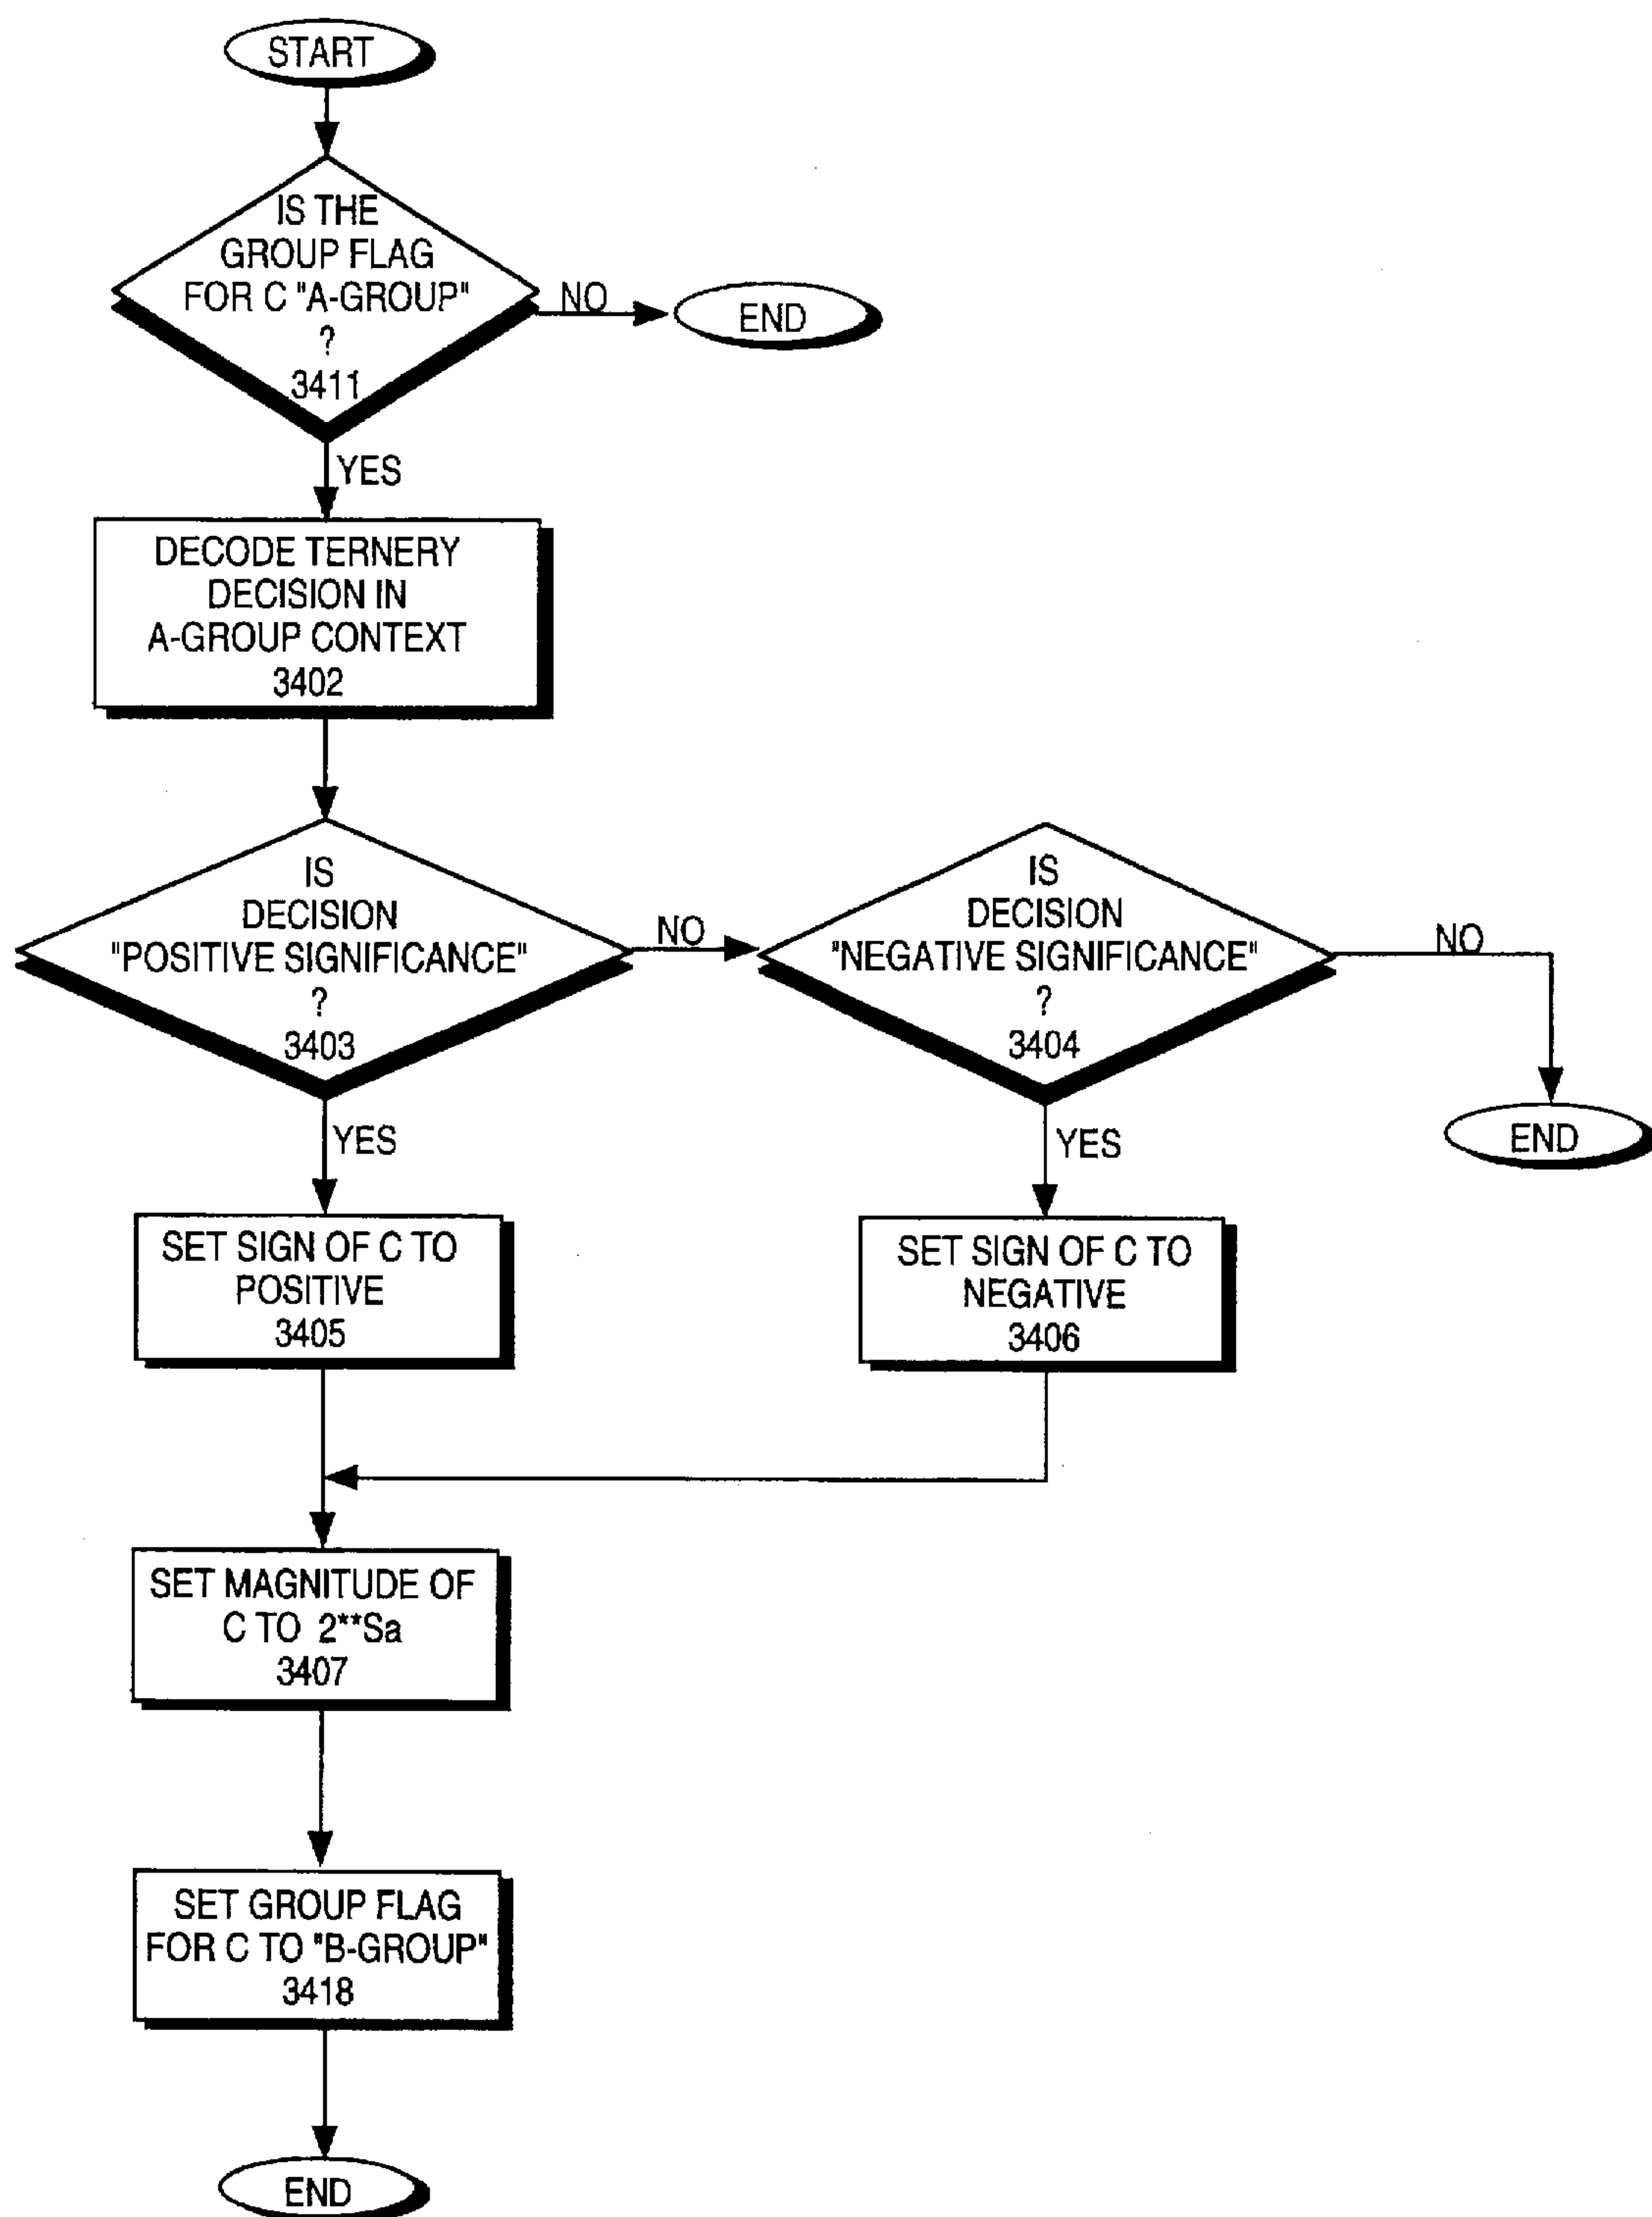 START
IS THE
GROUP FLAG
FOR C "A-GROUP"
?
3411
NO
END
YES
DECODE TERNERY
DECISION IN
A-GROUP CONTEXT
3402
IS
DECISION
"POSITIVE SIGNIFICANCE"
?
3403
NO
IS
DECISION
"NEGATIVE SIGNIFICANCE"
?
3404
NO
END
YES
YES
SET SIGN OF C TO
POSITIVE
3405
SET SIGN OF C TO
NEGATIVE
3406
SET MAGNITUDE OF
C TO 2**Sa
3407
SET GROUP FLAG
FOR C TO "B-GROUP"
3418
END